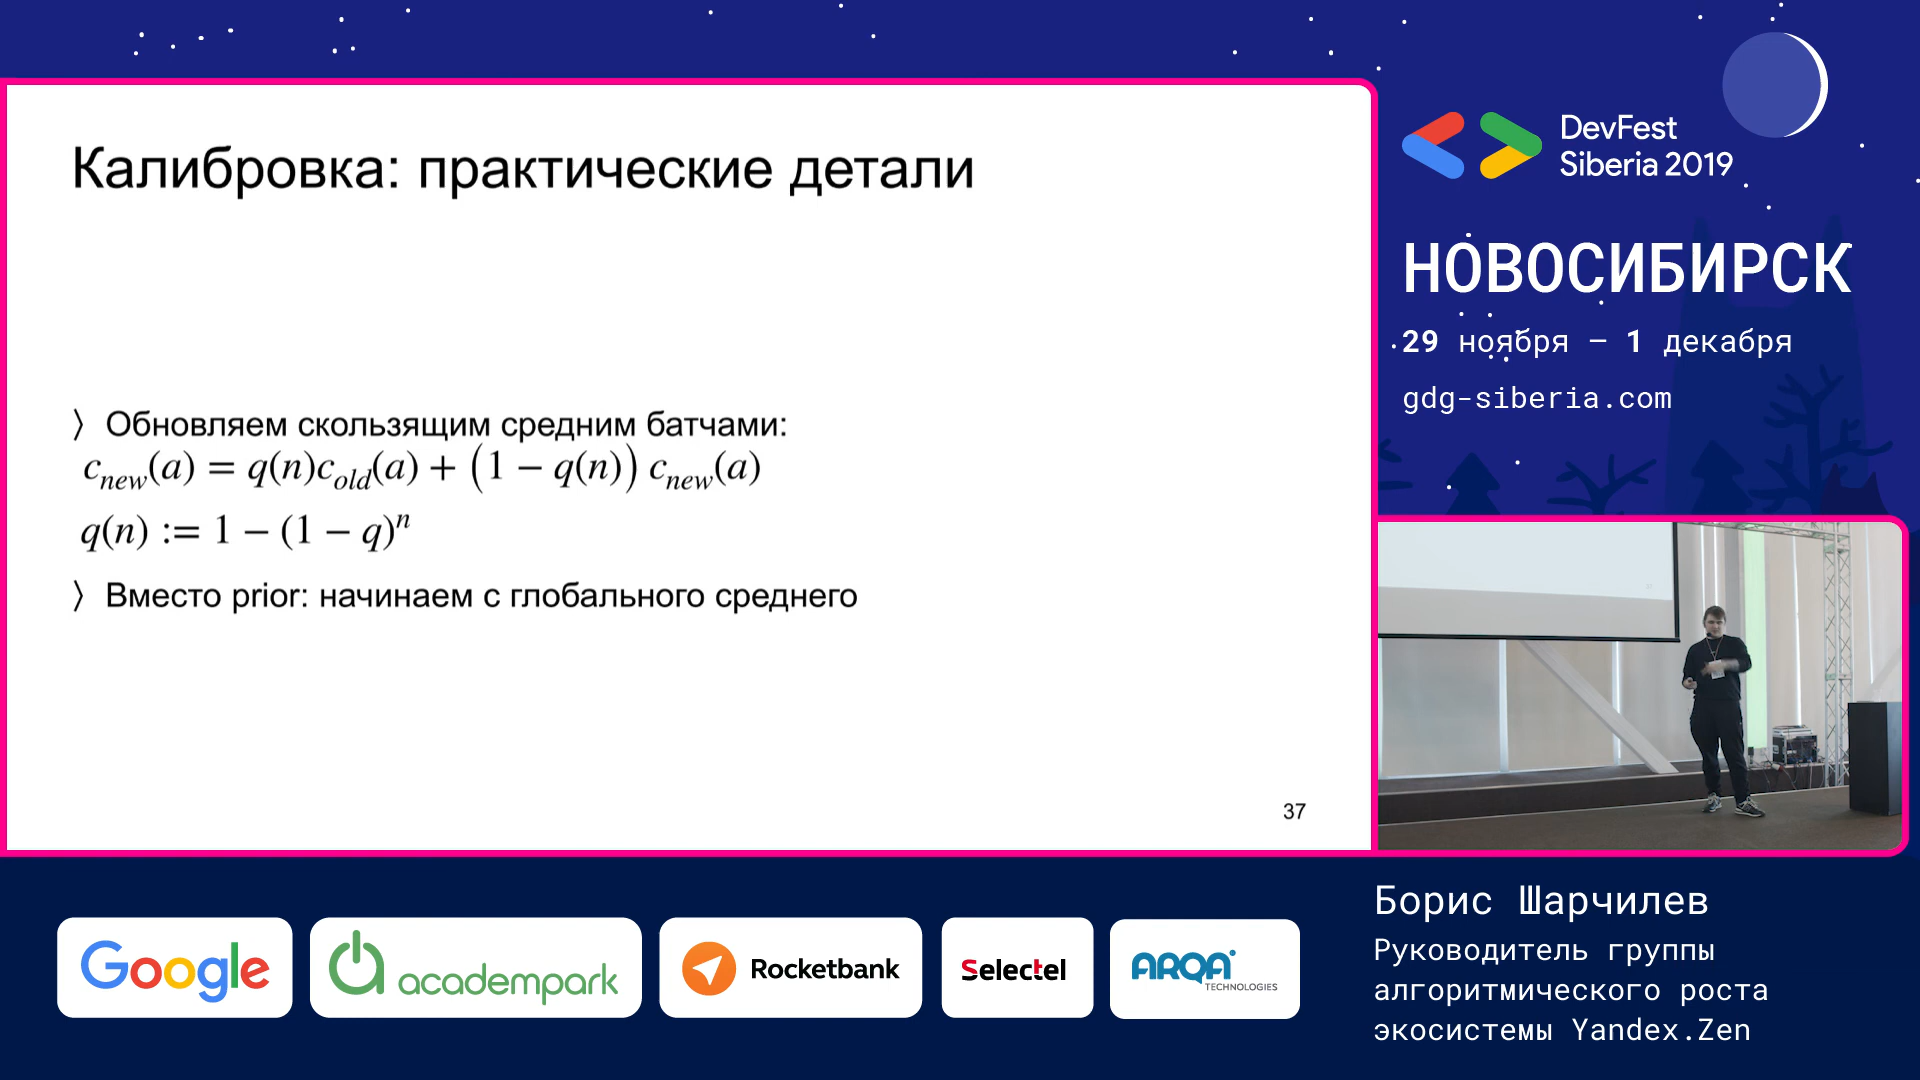 Калибровка: практические детали
〉 Обновляем скользящим средним батчами:
c_new(a) = q(n)c_old(a) + (1 − q(n)) c_new(a)
q(n) := 1 − (1 − q)^n
〉 Вместо prior: начинаем с глобального среднего
37
DevFest
Siberia 2019
НОВОСИБИРСК
29 ноября – 1 декабря
gdg-siberia.com
Google
academpark
Rocketbank
Selectel
ARQA
TECHNOLOGIES
Борис Шарчилев
Руководитель группы
алгоритмического роста
экосистемы Yandex.Zen